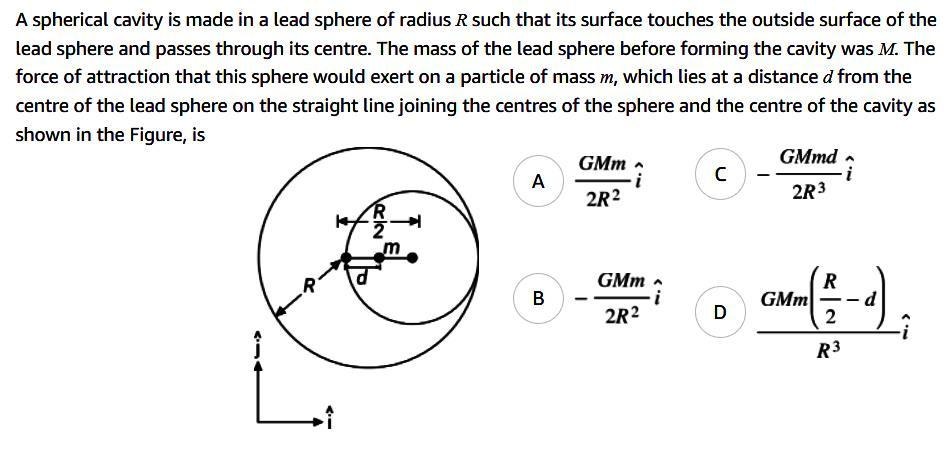 A spherical cavity is made in a lead sphere of radius R such that its surface touches the outside surface of the
lead sphere and passes through its centre. The mass of the lead sphere before forming the cavity was M. The
force of attraction that this sphere would exert on a particle of mass m, which lies at a distance d from the
centre of the lead sphere on the straight line joining the centres of the sphere and the centre of the cavity as
shown in the Figure, is
A GMm/2R² î
C - GMmd/2R³ î
B - GMm/2R² î
D GMm(R/2 - d)/R³ î
R/2
m
d
R
ĵ
î